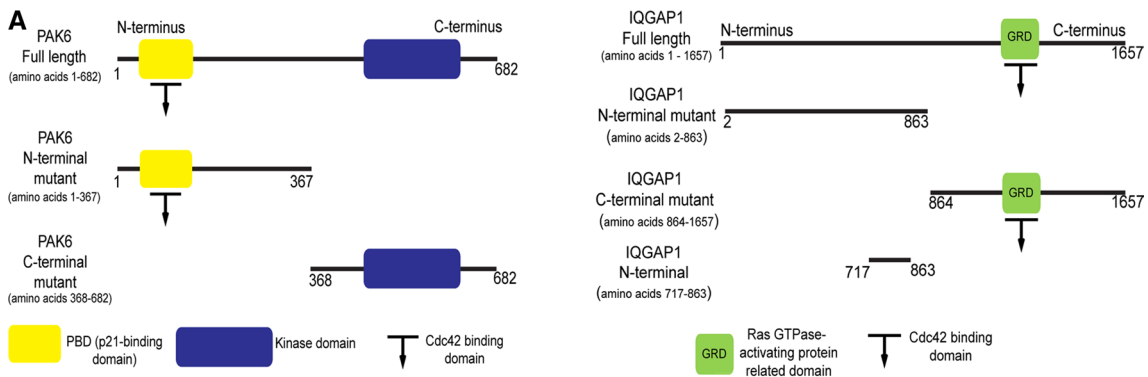 A
PAK6
Full length
(amino acids 1-682)
N-terminus
C-terminus
1
682
PAK6
N-terminal
mutant
(amino acids 1-367)
1
367
PAK6
C-terminal
mutant
(amino acids 368-682)
368
682
PBD (p21-binding
domain)
Kinase domain
Cdc42 binding
domain
IQGAP1
Full length
(amino acids 1 - 1657)
N-terminus
GRD
C-terminus
1
1657
IQGAP1
N-terminal mutant
(amino acids 2-863)
2
863
IQGAP1
C-terminal mutant
(amino acids 864-1657)
864
GRD
1657
IQGAP1
N-terminal
(amino acids 717-863)
717
863
GRD
Ras GTPase-
activating protein
related domain
Cdc42 binding
domain